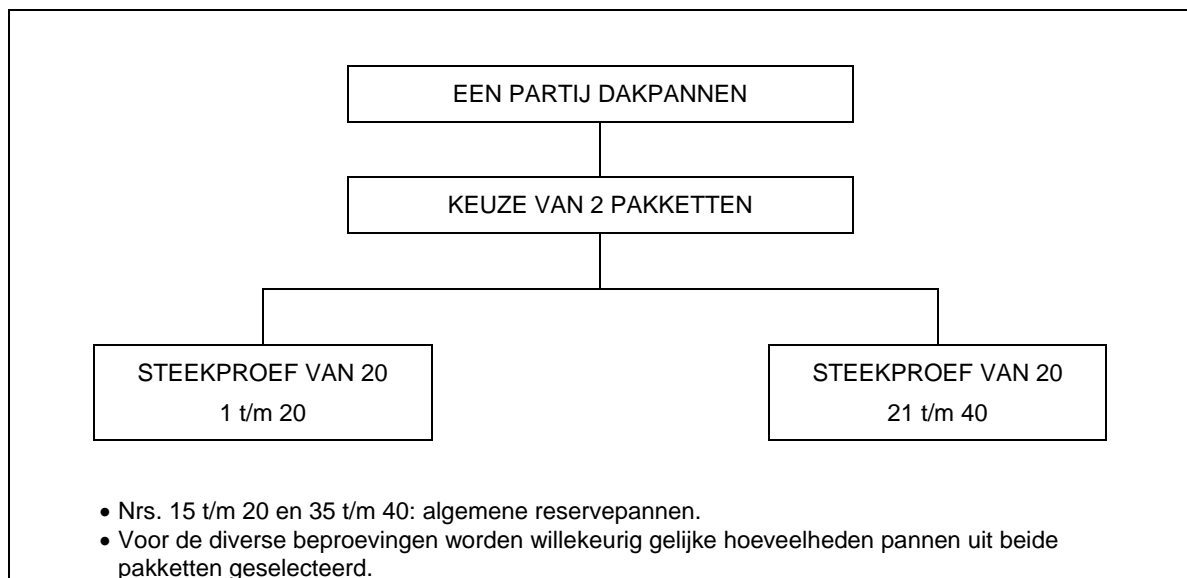 EEN PARTIJ DAKPANNEN
KEUZE VAN 2 PAKKETTEN
STEEKPROEF VAN 20
1 t/m 20
STEEKPROEF VAN 20
21 t/m 40
• Nrs. 15 t/m 20 en 35 t/m 40: algemene reservepannen.
• Voor de diverse beproevingen worden willekeurig gelijke hoeveelheden pannen uit beide
pakketten geselecteerd.